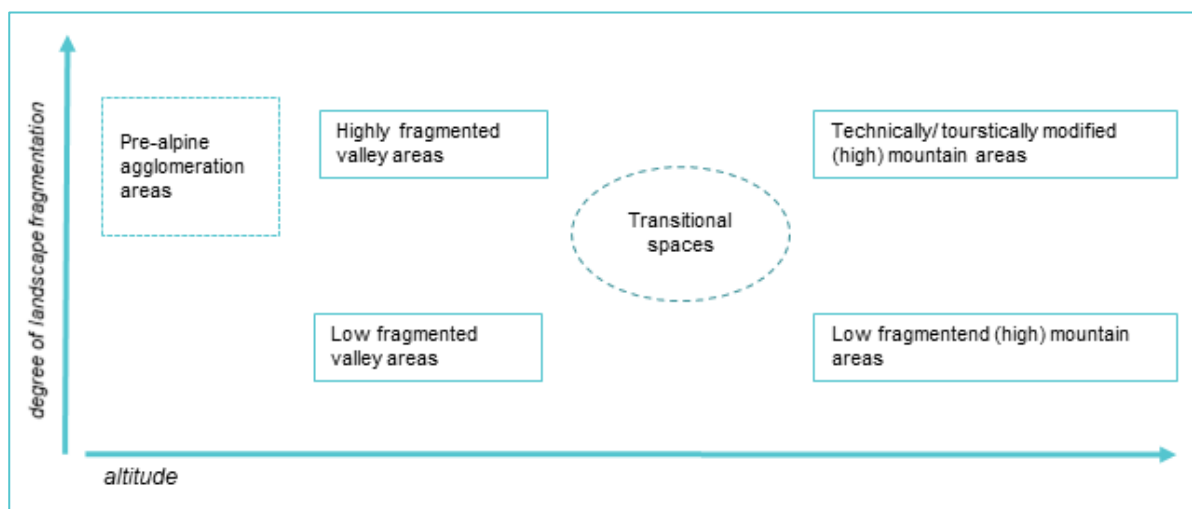 degree of landscape fragmentation
Pre-alpine
agglomeration
areas
Highly fragmented
valley areas
Technically/ tourstically modified
(high) mountain areas
Transitional
spaces
Low fragmented
valley areas
Low fragmentend (high) mountain
areas
altitude